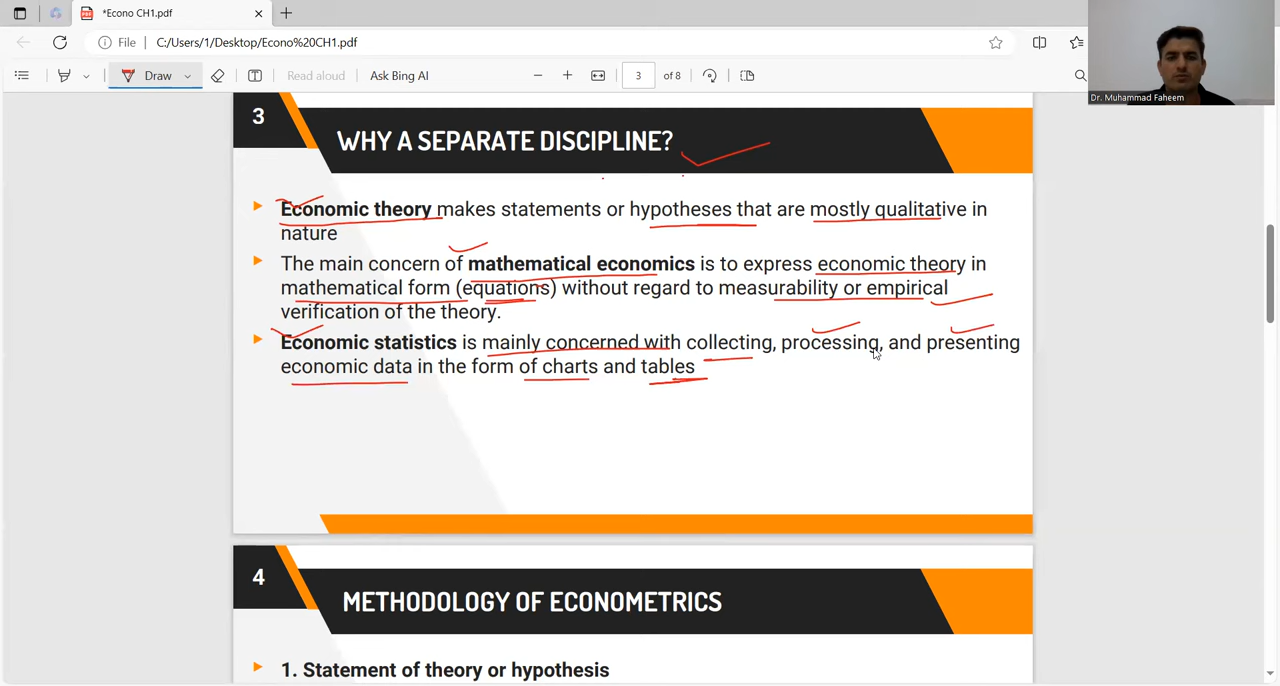 *Econo CH1.pdf
File C:/Users/1/Desktop/Econo%20CH1.pdf
Draw Read aloud Ask Bing AI 3 of 8
Dr. Muhammad Faheem
3
WHY A SEPARATE DISCIPLINE?
Economic theory makes statements or hypotheses that are mostly qualitative in
nature
The main concern of mathematical economics is to express economic theory in
mathematical form (equations) without regard to measurability or empirical
verification of the theory.
Economic statistics is mainly concerned with collecting, processing, and presenting
economic data in the form of charts and tables
4
METHODOLOGY OF ECONOMETRICS
1. Statement of theory or hypothesis